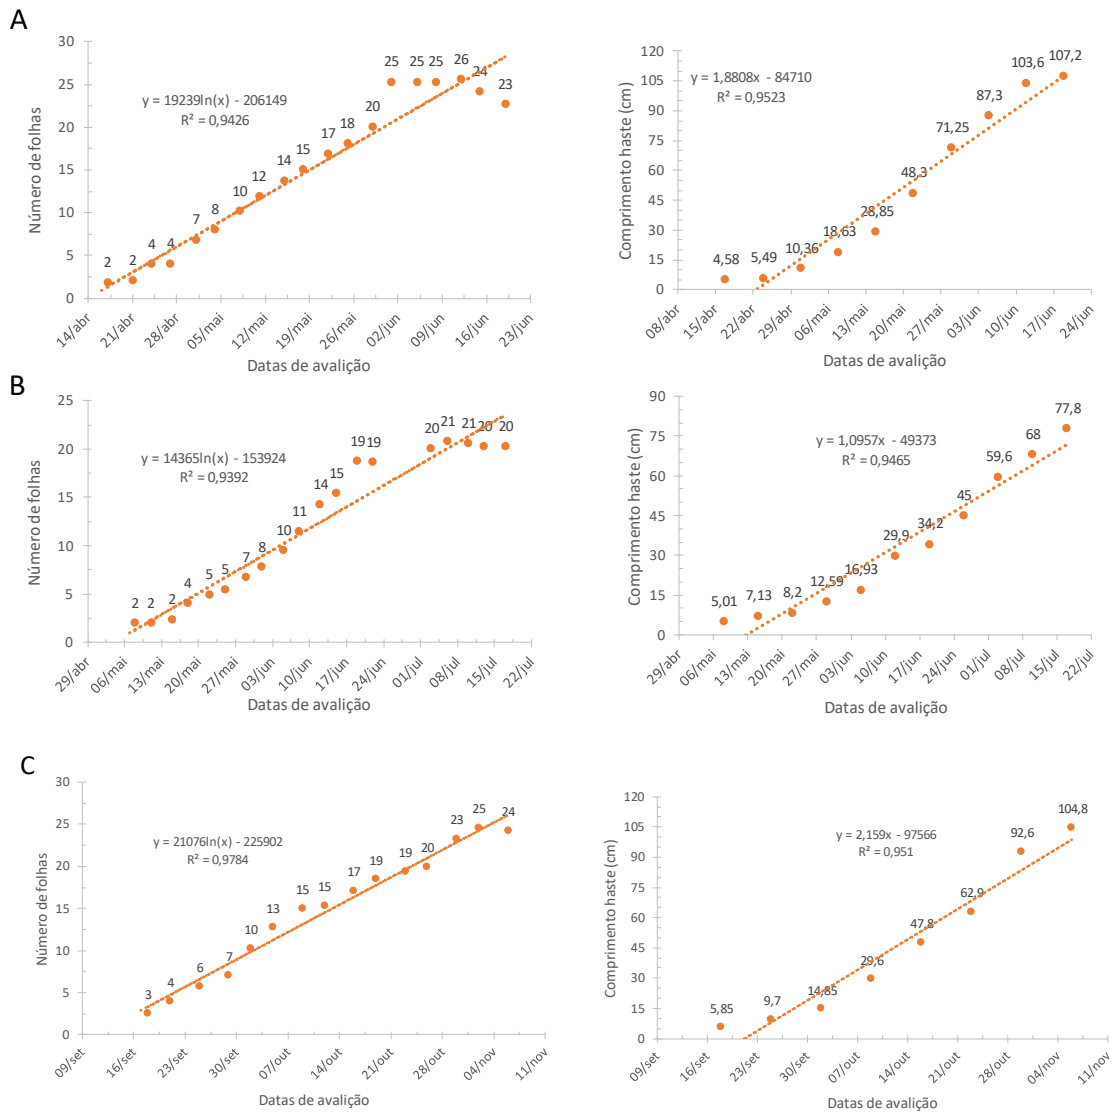 A
30
25
20
15
10
5
0
Número de folhas
y = 19239ln(x) - 206149
R² = 0,9426
2
2
4
4
7
8
10
12
14
15
17
18
20
25
25
25
26
24
23
14/abr
21/abr
28/abr
05/mai
12/mai
19/mai
26/mai
02/jun
09/jun
16/jun
23/jun
Datas de avalição
120
105
90
75
60
45
30
15
0
Comprimento haste (cm)
y = 1,8808x - 84710
R² = 0,9523
4,58
5,49
10,36
18,63
28,85
48,3
71,25
87,3
103,6
107,2
08/abr
15/abr
22/abr
29/abr
06/mai
13/mai
20/mai
27/mai
03/jun
10/jun
17/jun
24/jun
Datas de avalição
B
25
20
15
10
5
0
Número de folhas
y = 14365ln(x) - 153924
R² = 0,9392
2
2
2
4
5
5
7
8
10
11
14
15
19
19
20
21
21
20
20
29/abr
06/mai
13/mai
20/mai
27/mai
03/jun
10/jun
17/jun
24/jun
01/jul
08/jul
15/jul
22/jul
Datas de avalição
90
75
60
45
30
15
0
Comprimento haste (cm)
y = 1,0957x - 49373
R² = 0,9465
5,01
7,13
8,2
12,59
16,93
29,9
34,2
45
59,6
68
77,8
29/abr
06/mai
13/mai
20/mai
27/mai
03/jun
10/jun
17/jun
24/jun
01/jul
08/jul
15/jul
22/jul
Datas de avalição
C
30
25
20
15
10
5
0
Número de folhas
y = 21076ln(x) - 225902
R² = 0,9784
3
4
6
7
10
13
15
15
17
19
19
20
23
25
24
09/set
16/set
23/set
30/set
07/out
14/out
21/out
28/out
04/nov
11/nov
Datas de avalição
120
105
90
75
60
45
30
15
0
Comprimento haste (cm)
y = 2,159x - 97566
R² = 0,951
5,85
9,7
14,85
29,6
47,8
62,9
92,6
104,8
09/set
16/set
23/set
30/set
07/out
14/out
21/out
28/out
04/nov
11/nov
Datas de avalição